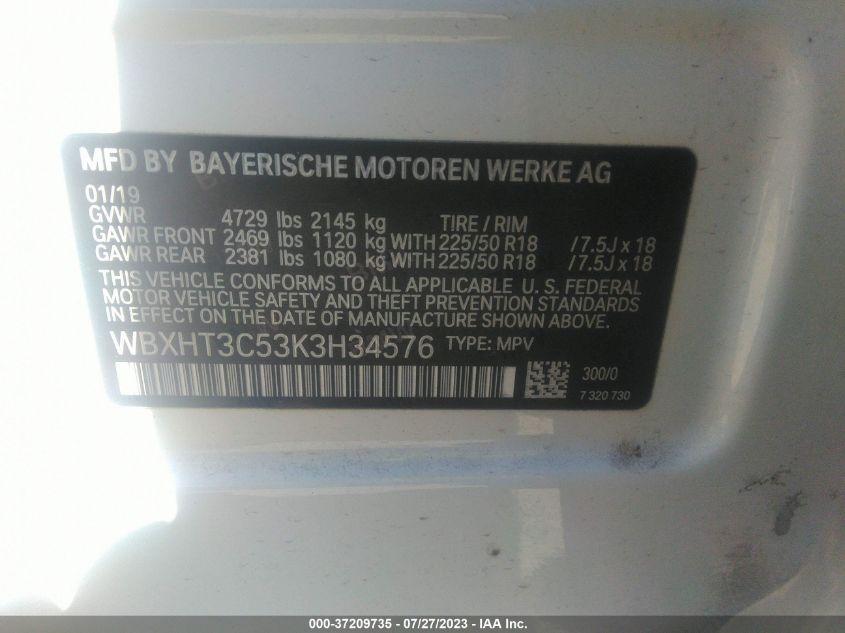 MFD BY BAYERISCHE MOTOREN WERKE AG
01/19
GVWR 4729 lbs 2145 kg TIRE / RIM
GAWR FRONT 2469 lbs 1120 kg WITH 225/50 R18 /7.5J x 18
GAWR REAR 2381 lbs 1080 kg WITH 225/50 R18 /7.5J x 18
THIS VEHICLE CONFORMS TO ALL APPLICABLE U. S. FEDERAL
MOTOR VEHICLE SAFETY AND THEFT PREVENTION STANDARDS
IN EFFECT ON THE DATE OF MANUFACTURE SHOWN ABOVE.
WBXHT3C53K3H34576 TYPE: MPV
300/0
7 320 730
000-37209735 - 07/27/2023 - IAA Inc.